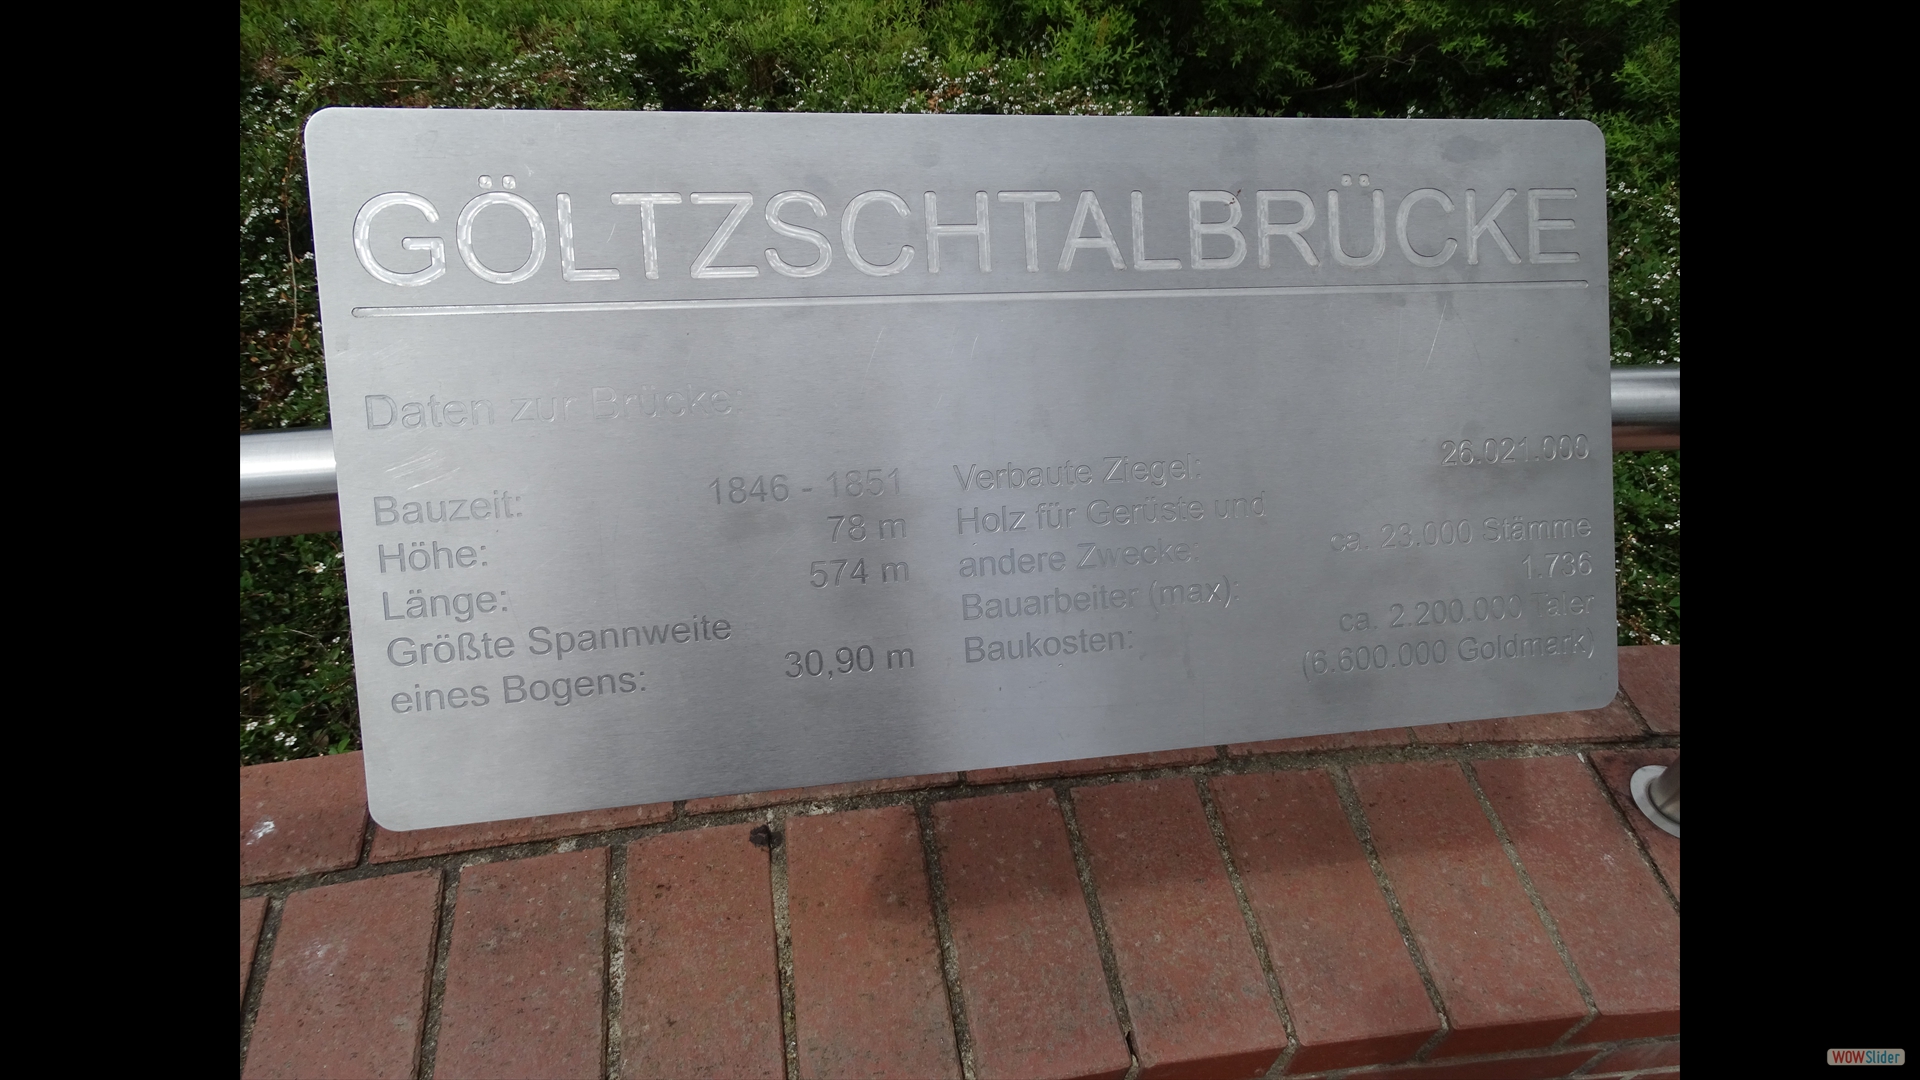 GÖLTZSCHTALBRÜCKE
Daten zur Brücke:
Bauzeit: 1846 - 1851
Höhe: 78 m
Länge: 574 m
Größte Spannweite
eines Bogens: 30,90 m
Verbaute Ziegel: 26.021.000
Holz für Gerüste und
andere Zwecke: ca. 23.000 Stämme
Bauarbeiter (max): 1.736
Baukosten: ca. 2.200.000 Taler
(6.600.000 Goldmark)
WOWSlider